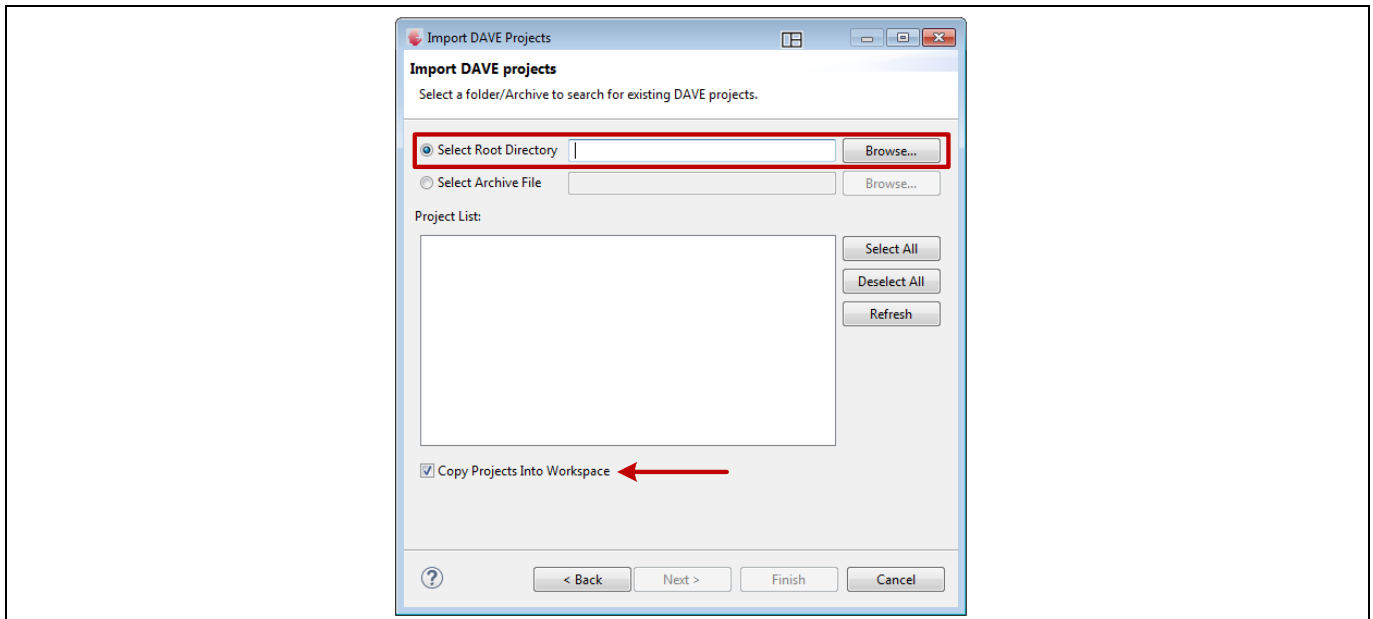 Import DAVE Projects
Import DAVE projects
Select a folder/Archive to search for existing DAVE projects.
Select Root Directory Browse...
Select Archive File Browse...
Project List:
Select All
Deselect All
Refresh
Copy Projects Into Workspace
? < Back Next > Finish Cancel